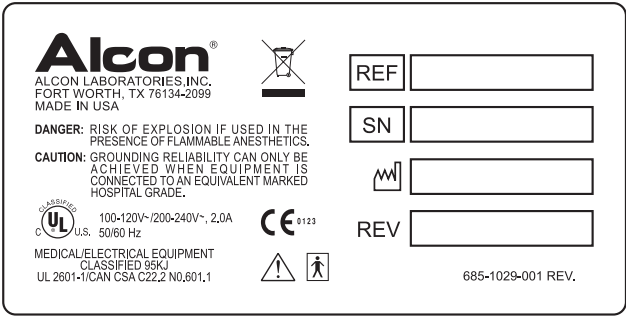 Alcon®
ALCON LABORATORIES,INC.
FORT WORTH, TX 76134-2099
MADE IN USA
DANGER: RISK OF EXPLOSION IF USED IN THE
PRESENCE OF FLAMMABLE ANESTHETICS.
CAUTION: GROUNDING RELIABILITY CAN ONLY BE
ACHIEVED WHEN EQUIPMENT IS
CONNECTED TO AN EQUIVALENT MARKED
HOSPITAL GRADE.
CLASSIFIED
C UL U.S.
100-120V~/200-240V~, 2.0A
50/60 Hz
CE 0123
MEDICAL/ELECTRICAL EQUIPMENT
CLASSIFIED 95KJ
UL 2601-1/CAN CSA C22.2 N0.601.1
REF
SN
REV
685-1029-001 REV.